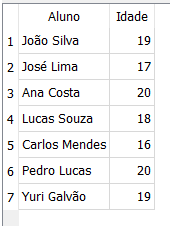 Aluno Idade
1 João Silva 19
2 José Lima 17
3 Ana Costa 20
4 Lucas Souza 18
5 Carlos Mendes 16
6 Pedro Lucas 20
7 Yuri Galvão 19